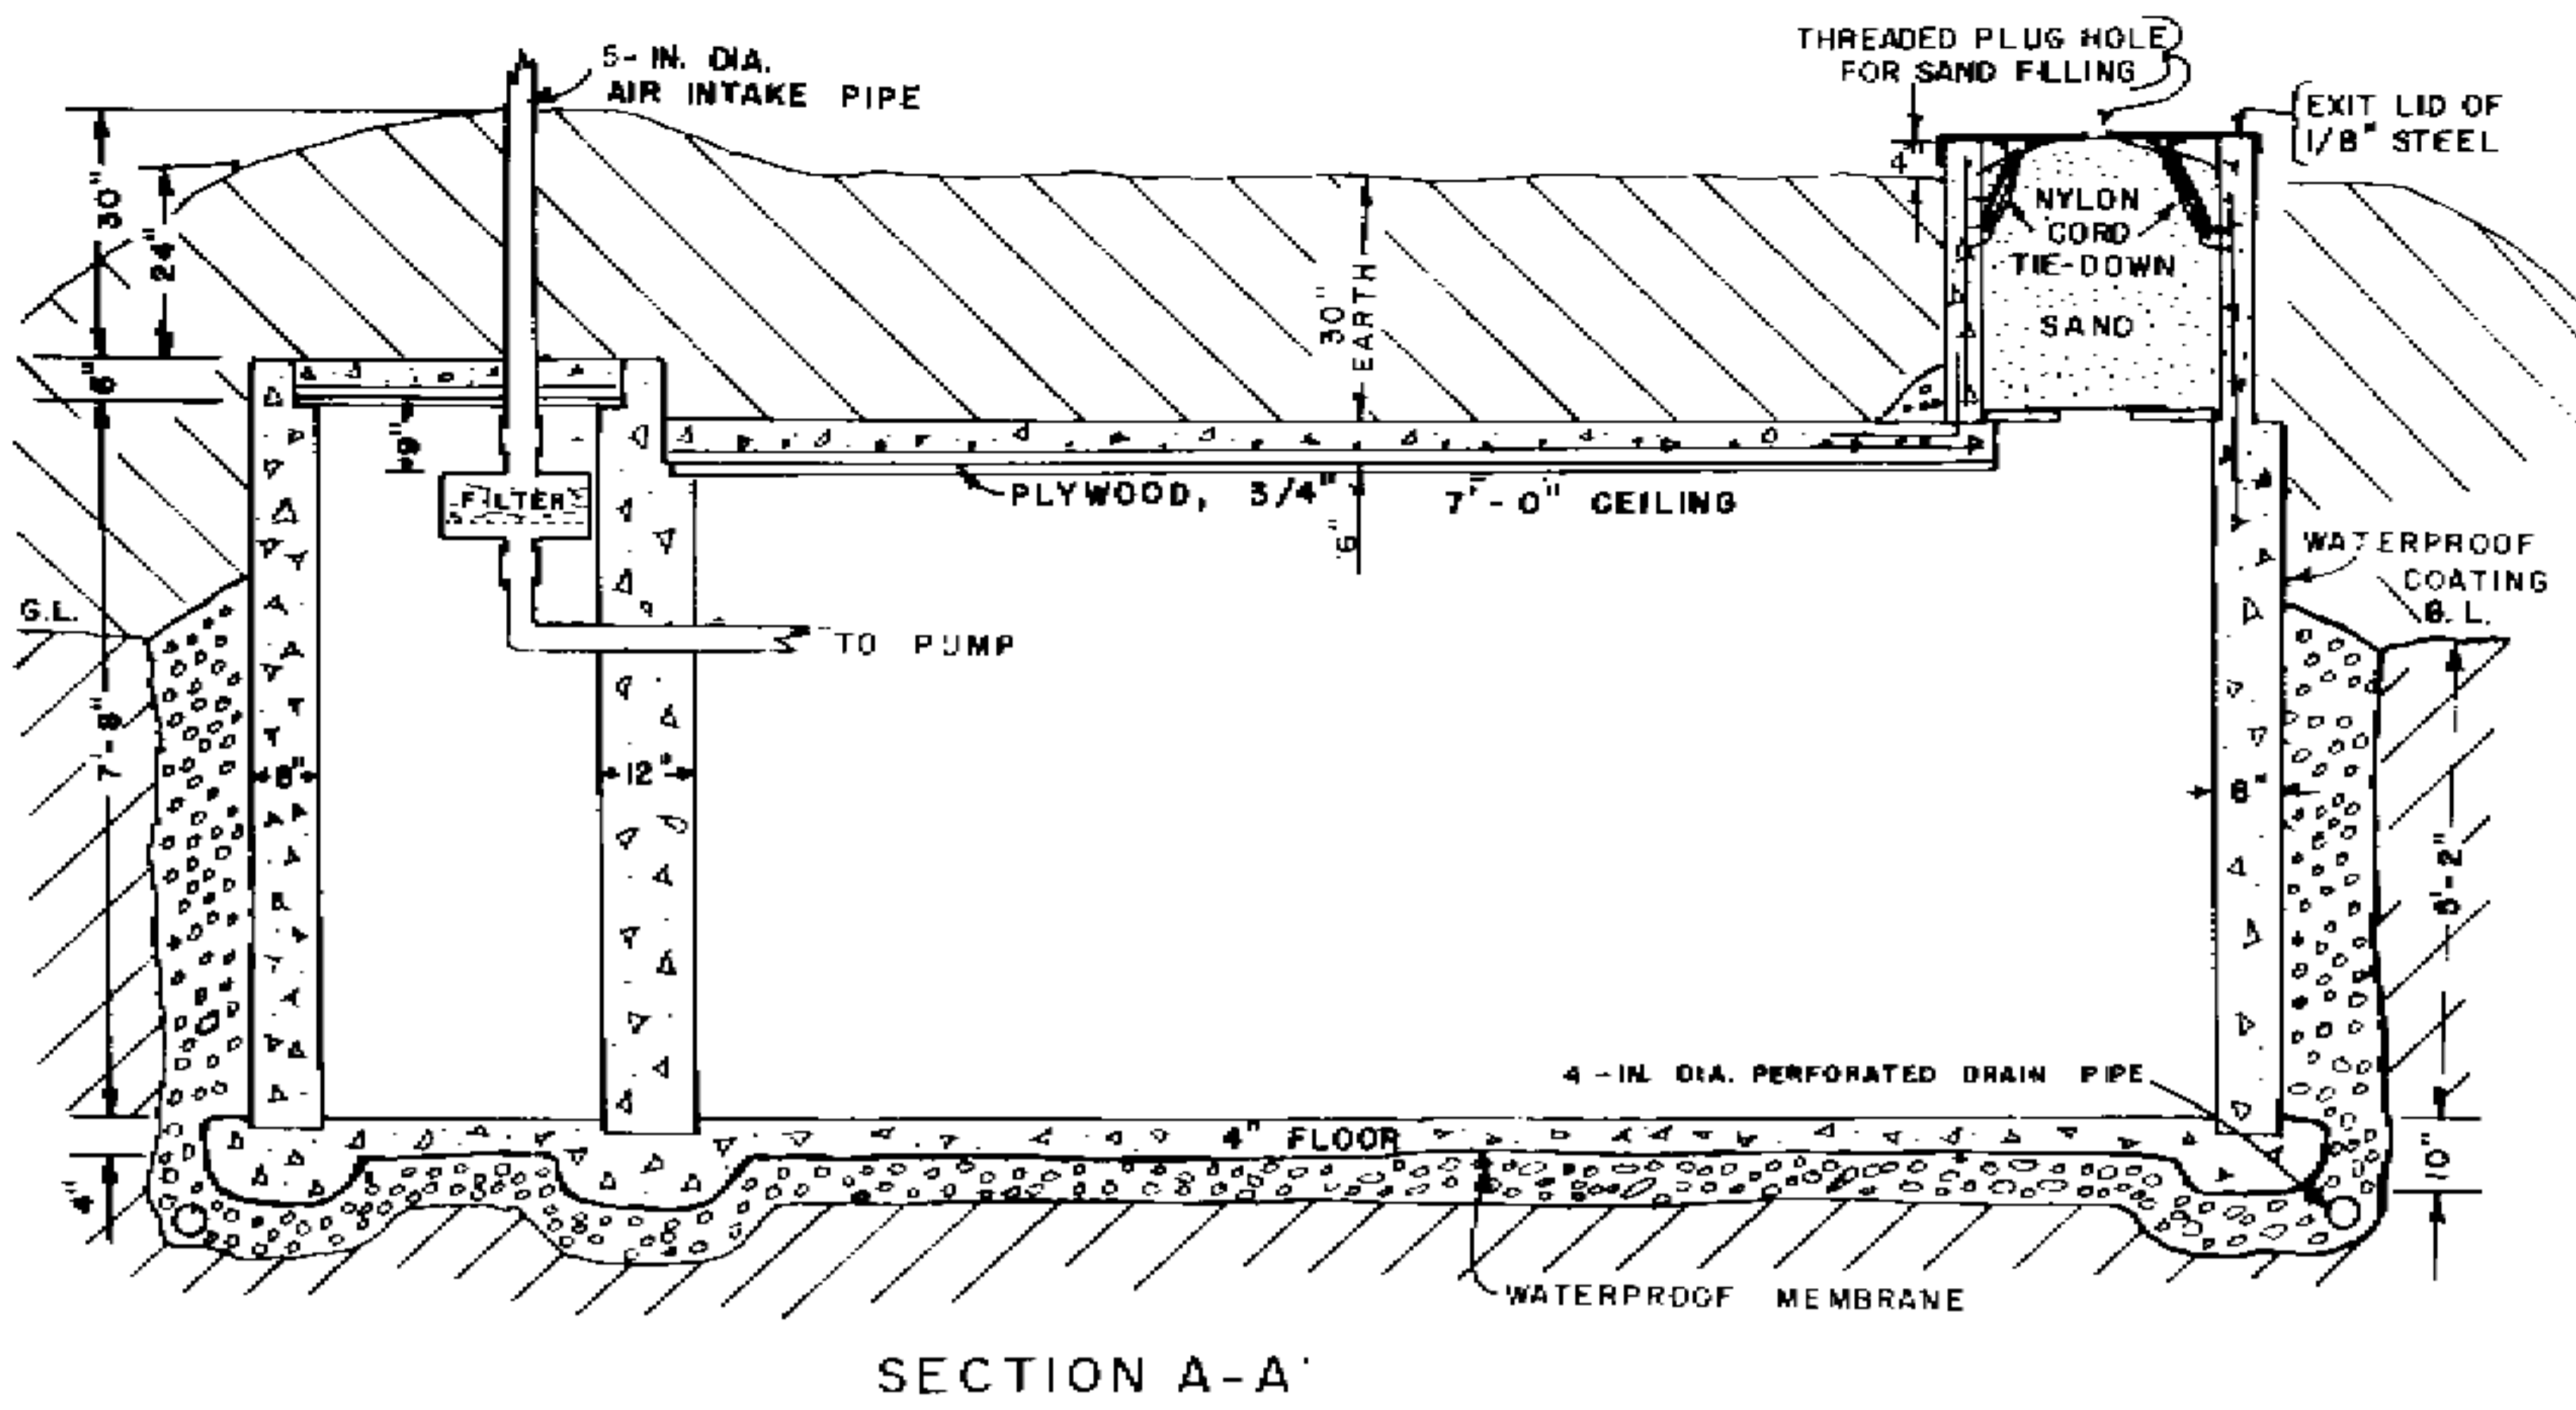 5-IN. DIA.
AIR INTAKE PIPE
THREADED PLUG HOLE
FOR SAND FILLING
EXIT LID OF
1/8" STEEL
4"
30"
24"
NYLON
CORD
TIE-DOWN
SAND
30"
EARTH
6"
9"
FILTER
PLYWOOD, 3/4"
7'-0" CEILING
6"
WATERPROOF
COATING
G.L.
G.L.
TO PUMP
7'-8"
8"
12"
8"
5'-2"
4-IN. DIA. PERFORATED DRAIN PIPE
4" FLOOR
4"
10"
WATERPROOF MEMBRANE
SECTION A-A'